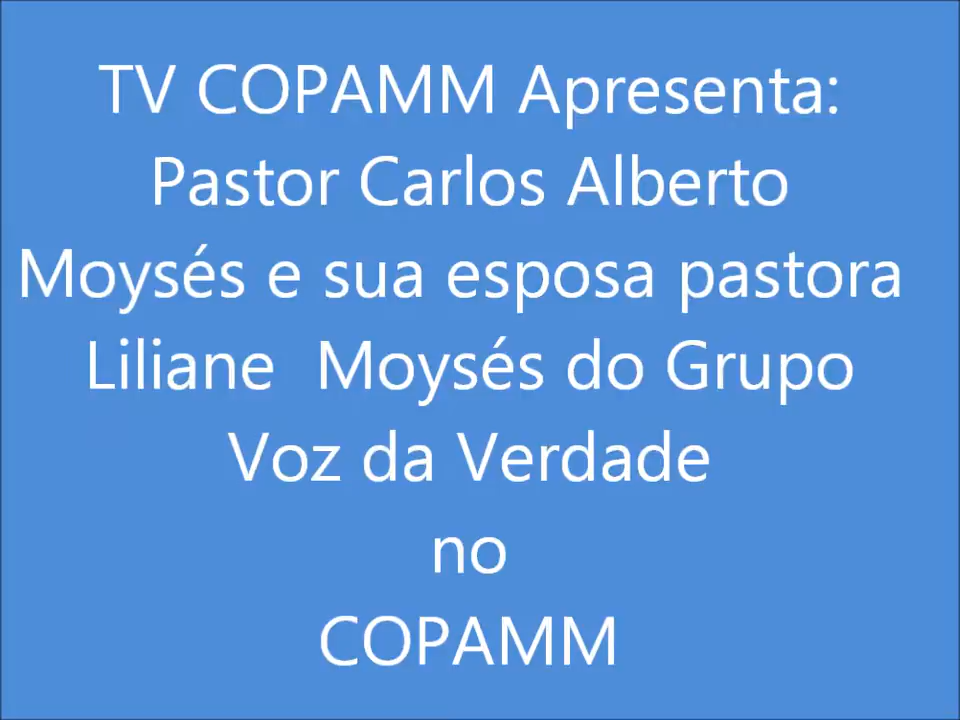 TV COPAMM Apresenta:
Pastor Carlos Alberto
Moysés e sua esposa pastora
Liliane  Moysés do Grupo
Voz da Verdade
no
COPAMM